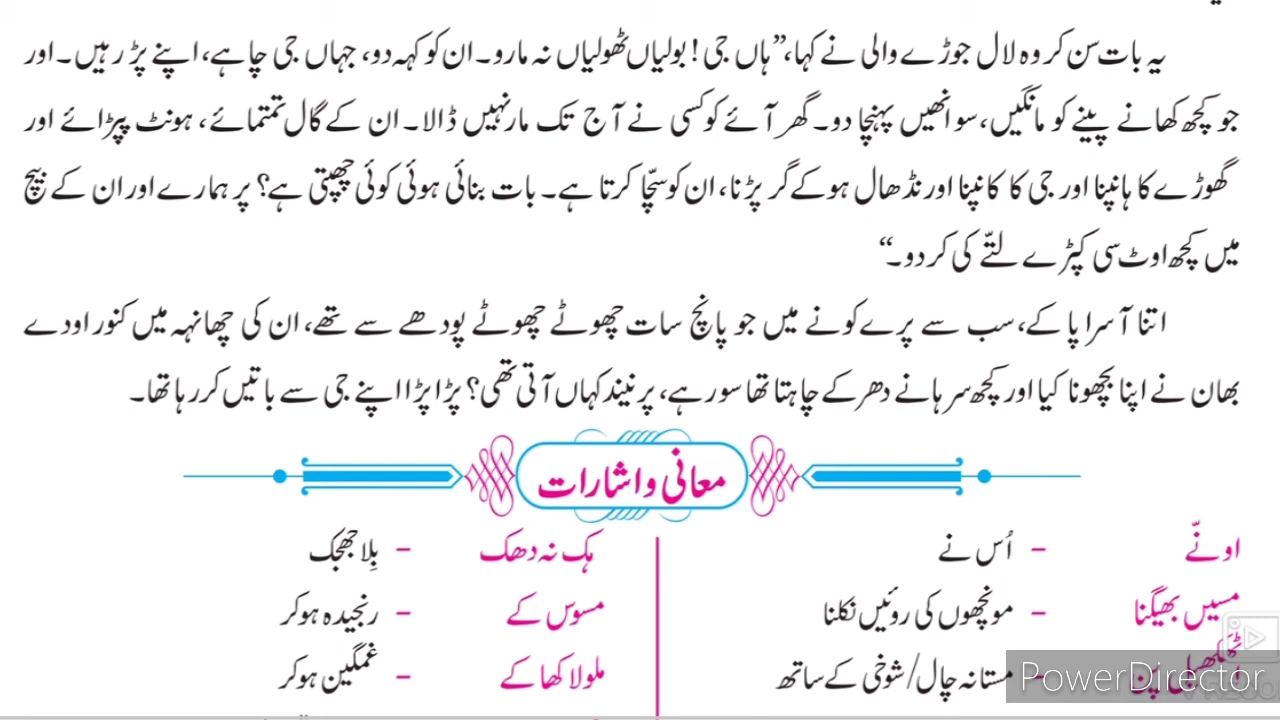 یہ بات سن کر وہ لال جوڑے والی نے کہا، ”ہاں جی! بولیاں ٹھولیاں نہ مارو۔ ان کو کہہ دو، جہاں جی چاہے، اپنے پڑ رہیں۔ اور
جو کچھ کھانے پینے کو مانگیں، سو انھیں پہنچا دو۔ گھر آئے کو کسی نے آج تک مار نہیں ڈالا۔ ان کے گال تمتمائے، ہونٹ پپڑائے اور
گھوڑے کا ہانپنا اور جی کا کانپنا اور نڈھال ہو کے گر پڑنا، ان کو سچّا کرتا ہے۔ بات بنائی ہوئی کوئی چھپتی ہے؟ پر ہمارے اور ان کے بیچ
میں کچھ اوٹ سی کپڑے لتّے کی کر دو۔“
اتنا آسرا پا کے، سب سے پرے کونے میں جو پانچ سات چھوٹے چھوٹے پودھے سے تھے، ان کی چھانہہ میں کنور اودے
بھان نے اپنا بچھونا کیا اور کچھ سرہانے دھر کے چاہتا تھا سو رہے، پر نیند کہاں آتی تھی؟ پڑا پڑا اپنے جی سے باتیں کر رہا تھا۔
معانی و اشارات
اونّے - اُس نے
مسیں بھیگنا - مونچھوں کی روئیں نکلنا
پن - مستانہ چال/شوخی کے ساتھ
ہک نہ دھک - بِلا جھجک
مسوس کے - رنجیدہ ہو کر
ملولا کھا کے - غمگین ہو کر
PowerDirector